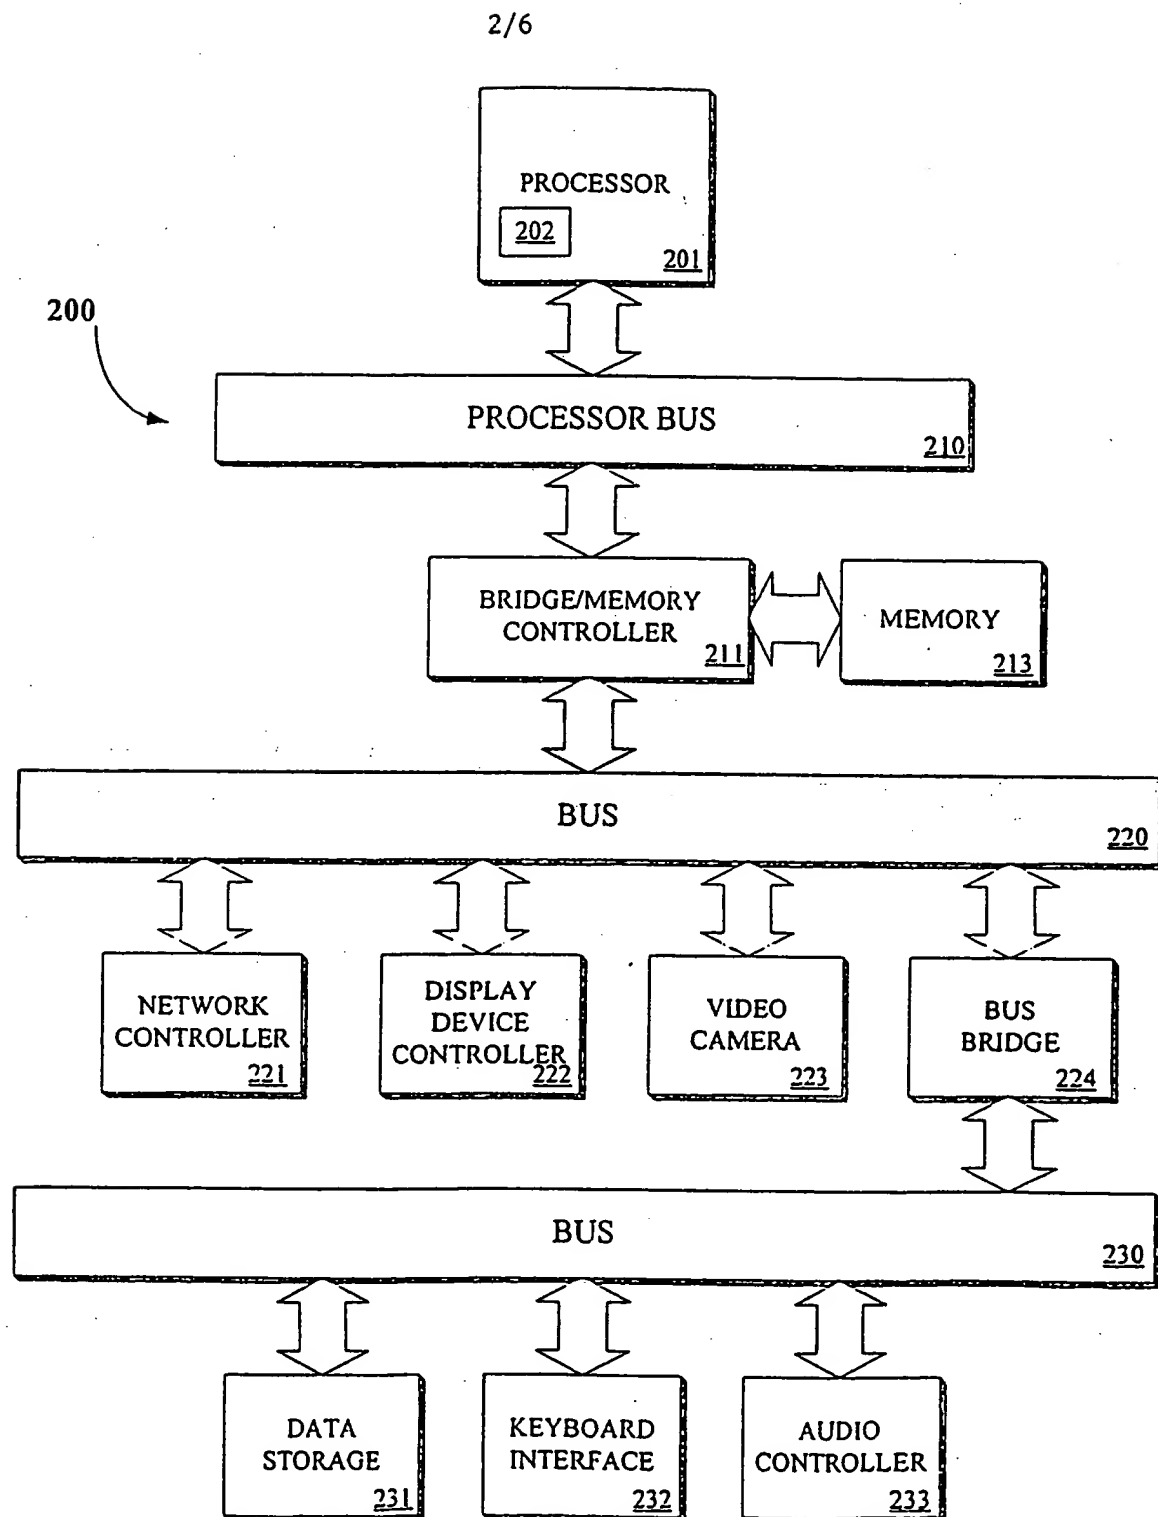 2/6
PROCESSOR
202
201
200
PROCESSOR BUS
210
BRIDGE/MEMORY
CONTROLLER
211
MEMORY
213
BUS
220
NETWORK
CONTROLLER
221
DISPLAY
DEVICE
CONTROLLER
222
VIDEO
CAMERA
223
BUS
BRIDGE
224
BUS
230
DATA
STORAGE
231
KEYBOARD
INTERFACE
232
AUDIO
CONTROLLER
233